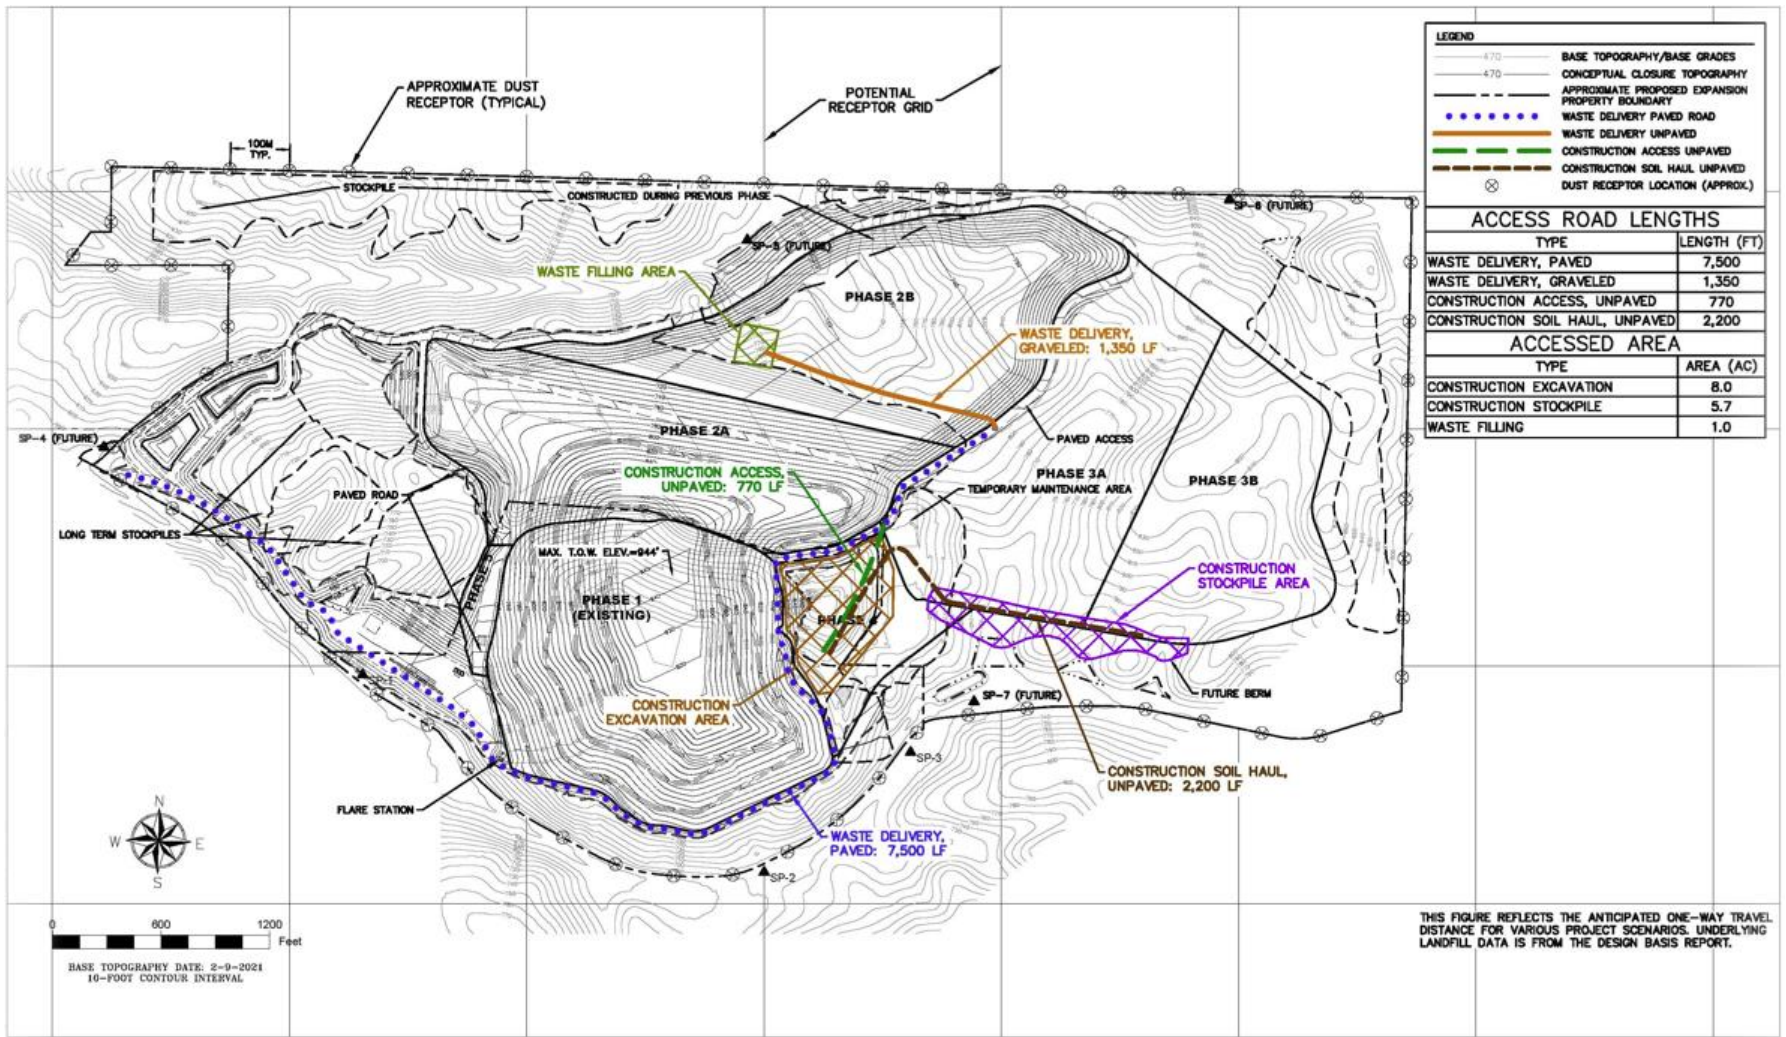 LEGEND
470 BASE TOPOGRAPHY/BASE GRADES
470 CONCEPTUAL CLOSURE TOPOGRAPHY
APPROXIMATE PROPOSED EXPANSION
PROPERTY BOUNDARY
WASTE DELIVERY PAVED ROAD
WASTE DELIVERY UNPAVED
CONSTRUCTION ACCESS UNPAVED
CONSTRUCTION SOIL HAUL UNPAVED
DUST RECEPTOR LOCATION (APPROX.)
ACCESS ROAD LENGTHS
TYPE LENGTH (FT)
WASTE DELIVERY, PAVED 7,500
WASTE DELIVERY, GRAVELED 1,350
CONSTRUCTION ACCESS, UNPAVED 770
CONSTRUCTION SOIL HAUL, UNPAVED 2,200
ACCESSED AREA
TYPE AREA (AC)
CONSTRUCTION EXCAVATION 8.0
CONSTRUCTION STOCKPILE 5.7
WASTE FILLING 1.0
APPROXIMATE DUST
RECEPTOR (TYPICAL)
POTENTIAL
RECEPTOR GRID
100M
TYP.
STOCKPILE
CONSTRUCTED DURING PREVIOUS PHASE
SP-6 (FUTURE)
SP-5 (FUTURE)
WASTE FILLING AREA
PHASE 2B
WASTE DELIVERY,
GRAVELED: 1,350 LF
PHASE 2A
PAVED ACCESS
SP-4 (FUTURE)
CONSTRUCTION ACCESS,
UNPAVED: 770 LF
PHASE 3A
PHASE 3B
TEMPORARY MAINTENANCE AREA
PAVED ROAD
LONG TERM STOCKPILES
MAX. T.O.W. ELEV.=944'
PHASE
PHASE 1
(EXISTING)
PHASE
CONSTRUCTION
STOCKPILE AREA
SP-1
CONSTRUCTION
EXCAVATION AREA
SP-7 (FUTURE)
FUTURE BERM
SP-3
CONSTRUCTION SOIL HAUL,
UNPAVED: 2,200 LF
FLARE STATION
WASTE DELIVERY,
PAVED: 7,500 LF
SP-2
N
W E
S
0 600 1200
Feet
BASE TOPOGRAPHY DATE: 2-9-2021
10-FOOT CONTOUR INTERVAL
THIS FIGURE REFLECTS THE ANTICIPATED ONE-WAY TRAVEL
DISTANCE FOR VARIOUS PROJECT SCENARIOS. UNDERLYING
LANDFILL DATA IS FROM THE DESIGN BASIS REPORT.